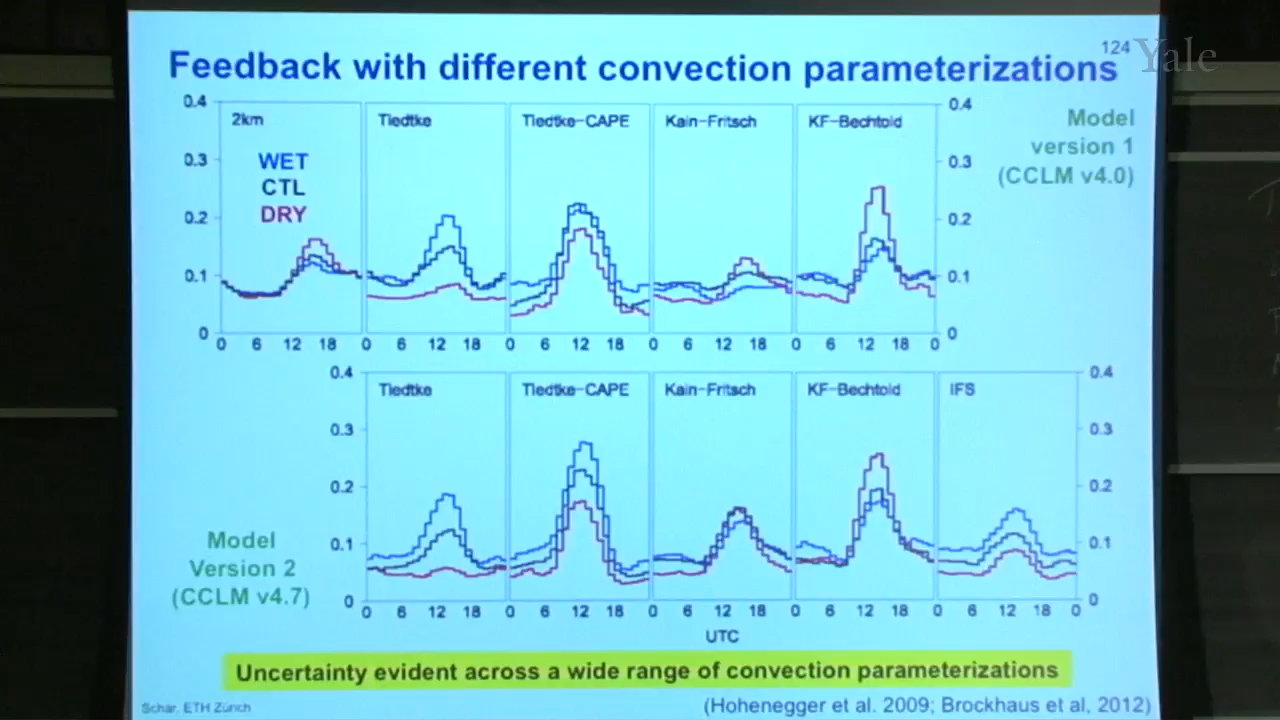 124
Yale
Feedback with different convection parameterizations
0.4
0.3
0.2
0.1
0
2km
WET
CTL
DRY
Tiedtke
Tiedtke-CAPE
Kain-Fritsch
KF-Bechtold
0.4
0.3
0.2
0.1
0
Model
version 1
(CCLM v4.0)
0 6 12 18 0 6 12 18 0 6 12 18 0 6 12 18 0 6 12 18 0
0.4
0.3
0.2
0.1
0
Tiedtke
Tiedtke-CAPE
Kain-Fritsch
KF-Bechtold
IFS
0.4
0.3
0.2
0.1
0
Model
Version 2
(CCLM v4.7)
0 6 12 18 0 6 12 18 0 6 12 18 0 6 12 18 0 6 12 18 0
UTC
Uncertainty evident across a wide range of convection parameterizations
Schär, ETH Zürich
(Hohenegger et al. 2009; Brockhaus et al, 2012)